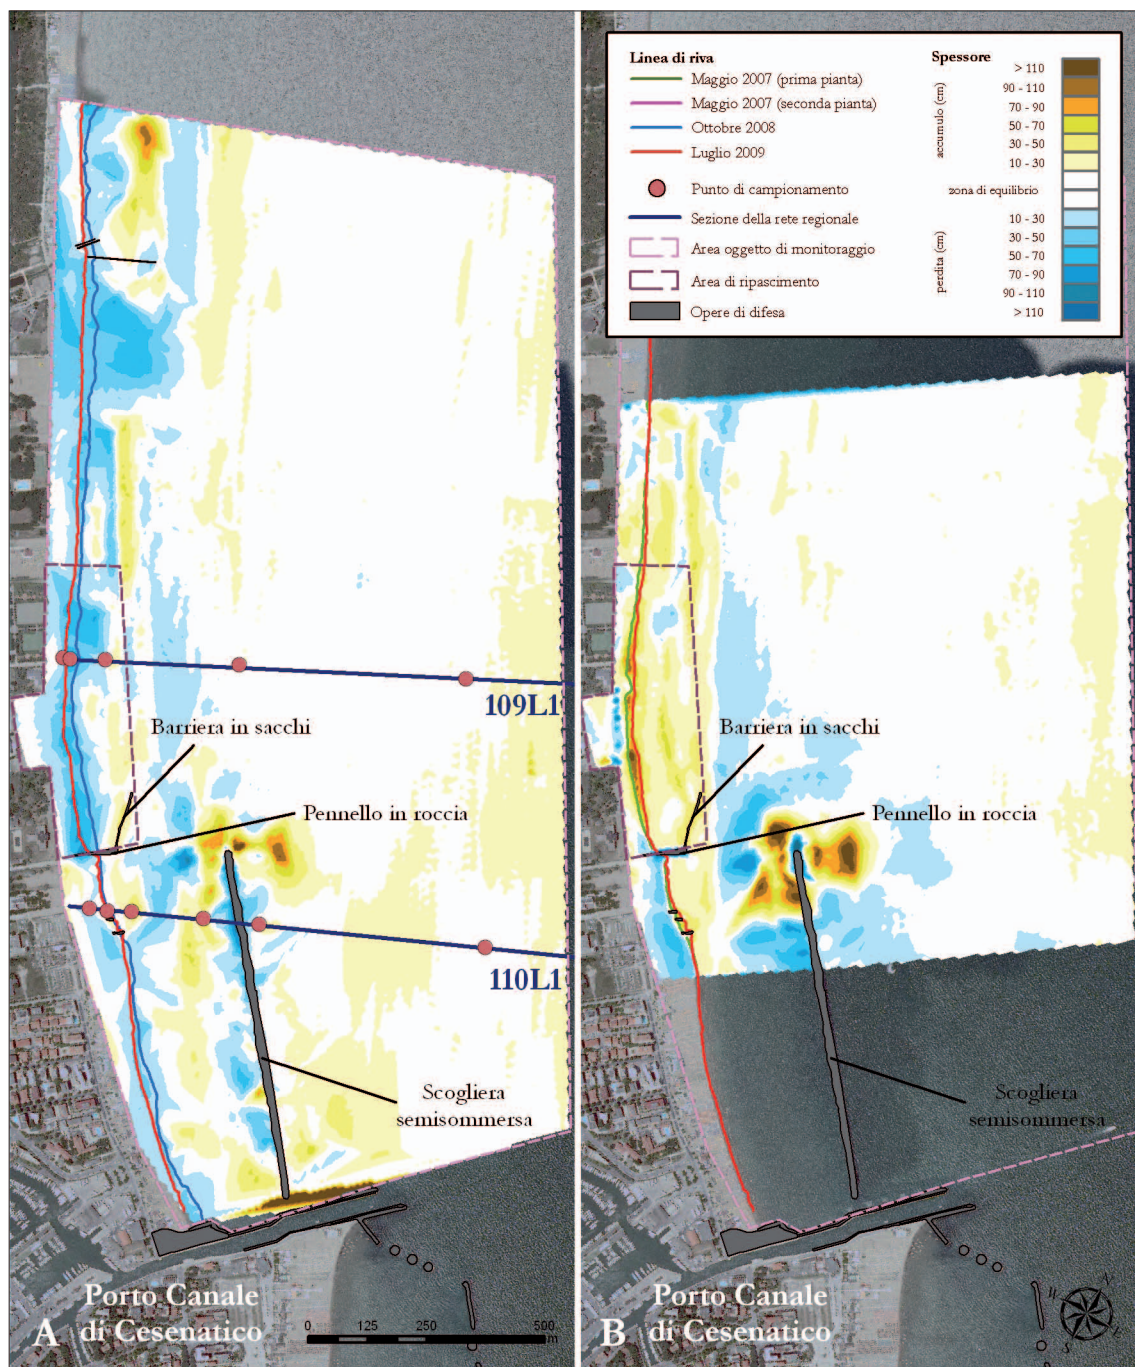 Linea di riva
Maggio 2007 (prima pianta)
Maggio 2007 (seconda pianta)
Ottobre 2008
Luglio 2009
Punto di campionamento
Sezione della rete regionale
Area oggetto di monitoraggio
Area di ripascimento
Opere di difesa
Spessore
accumulo (cm)
> 110
90 - 110
70 - 90
50 - 70
30 - 50
10 - 30
zona di equilibrio
perdita (cm)
10 - 30
30 - 50
50 - 70
70 - 90
90 - 110
> 110
109L1
Barriera in sacchi
Pennello in roccia
110L1
Scogliera
semisommersa
Porto Canale
di Cesenatico
A
0 125 250 500
m
Barriera in sacchi
Pennello in roccia
Scogliera
semisommersa
Porto Canale
di Cesenatico
B
N
W
E
S